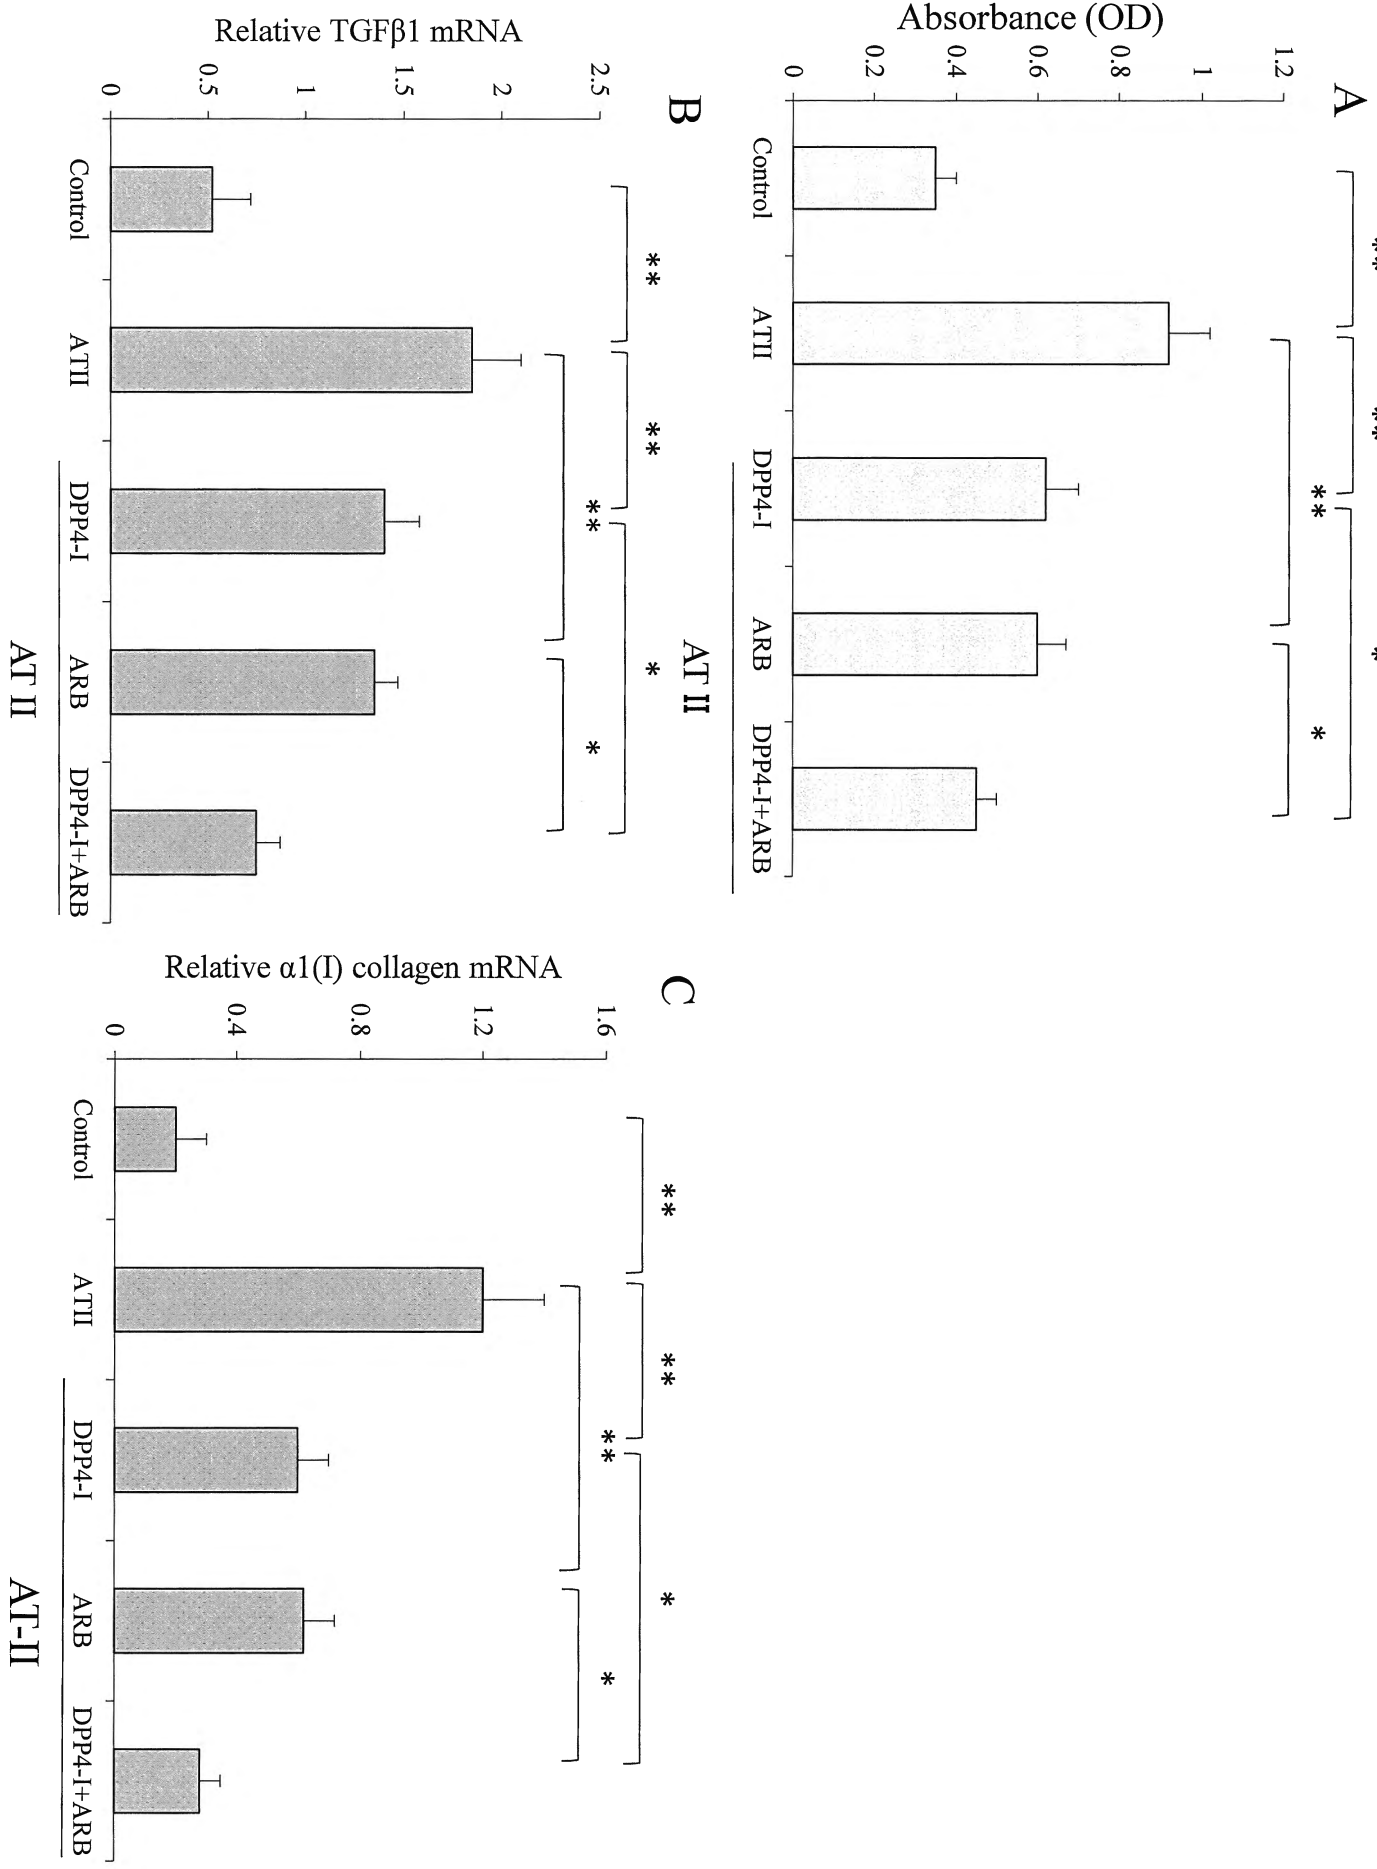 A
Absorbance (OD)
1.2
1
0.8
0.6
0.4
0.2
0
**
**
*
**
*
Control
ATII
DPP4-I
ARB
DPP4-I+ARB
AT II
B
Relative TGFβ1 mRNA
2.5
2
1.5
1
0.5
0
**
**
*
**
*
Control
ATII
DPP4-I
ARB
DPP4-I+ARB
AT II
C
Relative α1(I) collagen mRNA
1.6
1.2
0.8
0.4
0
**
**
*
**
*
Control
ATII
DPP4-I
ARB
DPP4-I+ARB
AT-II